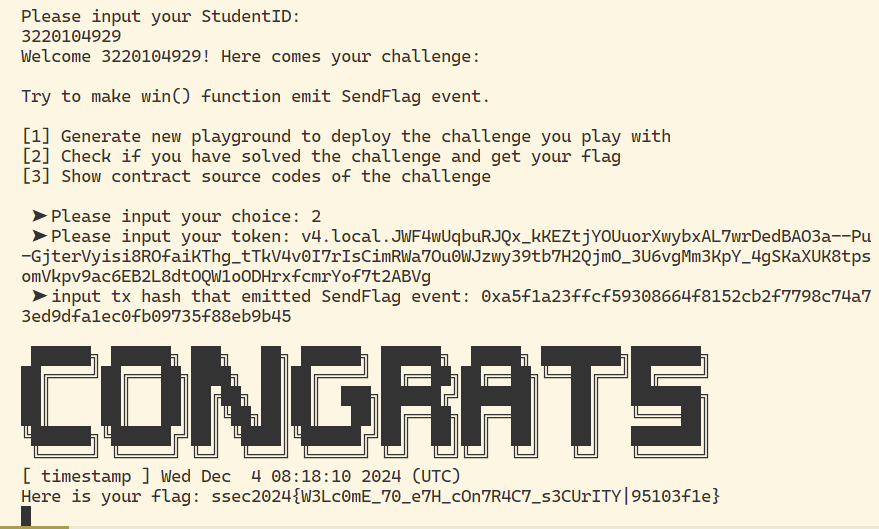 Please input your StudentID:
3220104929
Welcome 3220104929! Here comes your challenge:
Try to make win() function emit SendFlag event.
[1] Generate new playground to deploy the challenge you play with
[2] Check if you have solved the challenge and get your flag
[3] Show contract source codes of the challenge
➤Please input your choice: 2
➤Please input your token: v4.local.JWF4wUqbuRJQx_kKEZtjYOUuorXwybxAL7wrDedBAO3a--Pu
-GjterVyisi8ROfaiKThg_tTkV4v0I7rIsCimRWa7Ou0WJzwy39tb7H2QjmO_3U6vgMm3KpY_4gSKaXUK8tps
omVkpv9ac6EB2L8dtOQW1oODHrxfcmrYof7t2ABVg
➤input tx hash that emitted SendFlag event: 0xa5f1a23ffcf59308664f8152cb2f7798c74a7
3ed9dfa1ec0fb09735f88eb9b45
CONGRATS
[ timestamp ] Wed Dec  4 08:18:10 2024 (UTC)
Here is your flag: ssec2024{W3Lc0mE_70_e7H_cOn7R4C7_s3CUrITY|95103f1e}